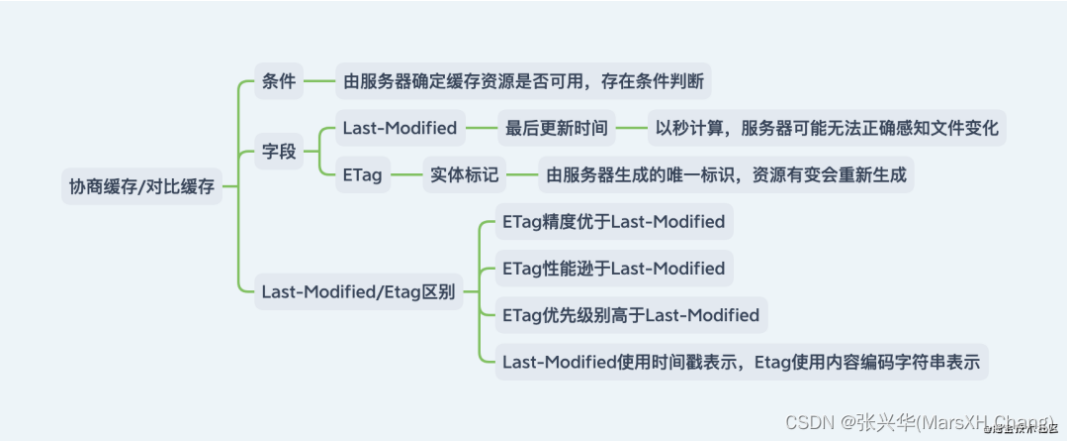 协商缓存/对比缓存
条件
由服务器确定缓存资源是否可用，存在条件判断
字段
Last-Modified
最后更新时间
以秒计算，服务器可能无法正确感知文件变化
ETag
实体标记
由服务器生成的唯一标识，资源有变会重新生成
Last-Modified/Etag区别
ETag精度优于Last-Modified
ETag性能逊于Last-Modified
ETag优先级别高于Last-Modified
Last-Modified使用时间戳表示，Etag使用内容编码字符串表示
CSDN @张兴华(MarsXH.Chang)